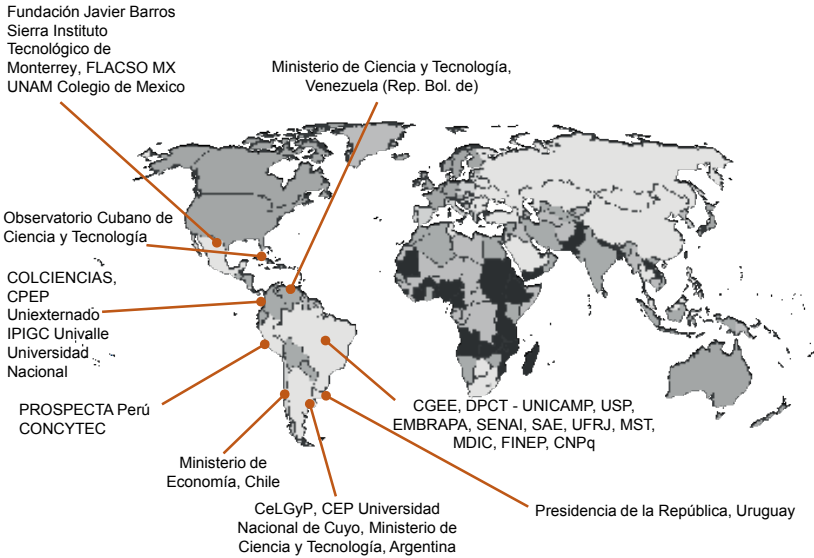 Fundación Javier Barros
Sierra Instituto
Tecnológico de
Monterrey, FLACSO MX
UNAM Colegio de Mexico
Ministerio de Ciencia y Tecnología,
Venezuela (Rep. Bol. de)
Observatorio Cubano de
Ciencia y Tecnología
COLCIENCIAS,
CPEP
Uniexternado
IPIGC Univalle
Universidad
Nacional
PROSPECTA Perú
CONCYTEC
CGEE, DPCT - UNICAMP, USP,
EMBRAPA, SENAI, SAE, UFRJ, MST,
MDIC, FINEP, CNPq
Ministerio de
Economía, Chile
CeLGyP, CEP Universidad
Nacional de Cuyo, Ministerio de
Ciencia y Tecnología, Argentina
Presidencia de la República, Uruguay